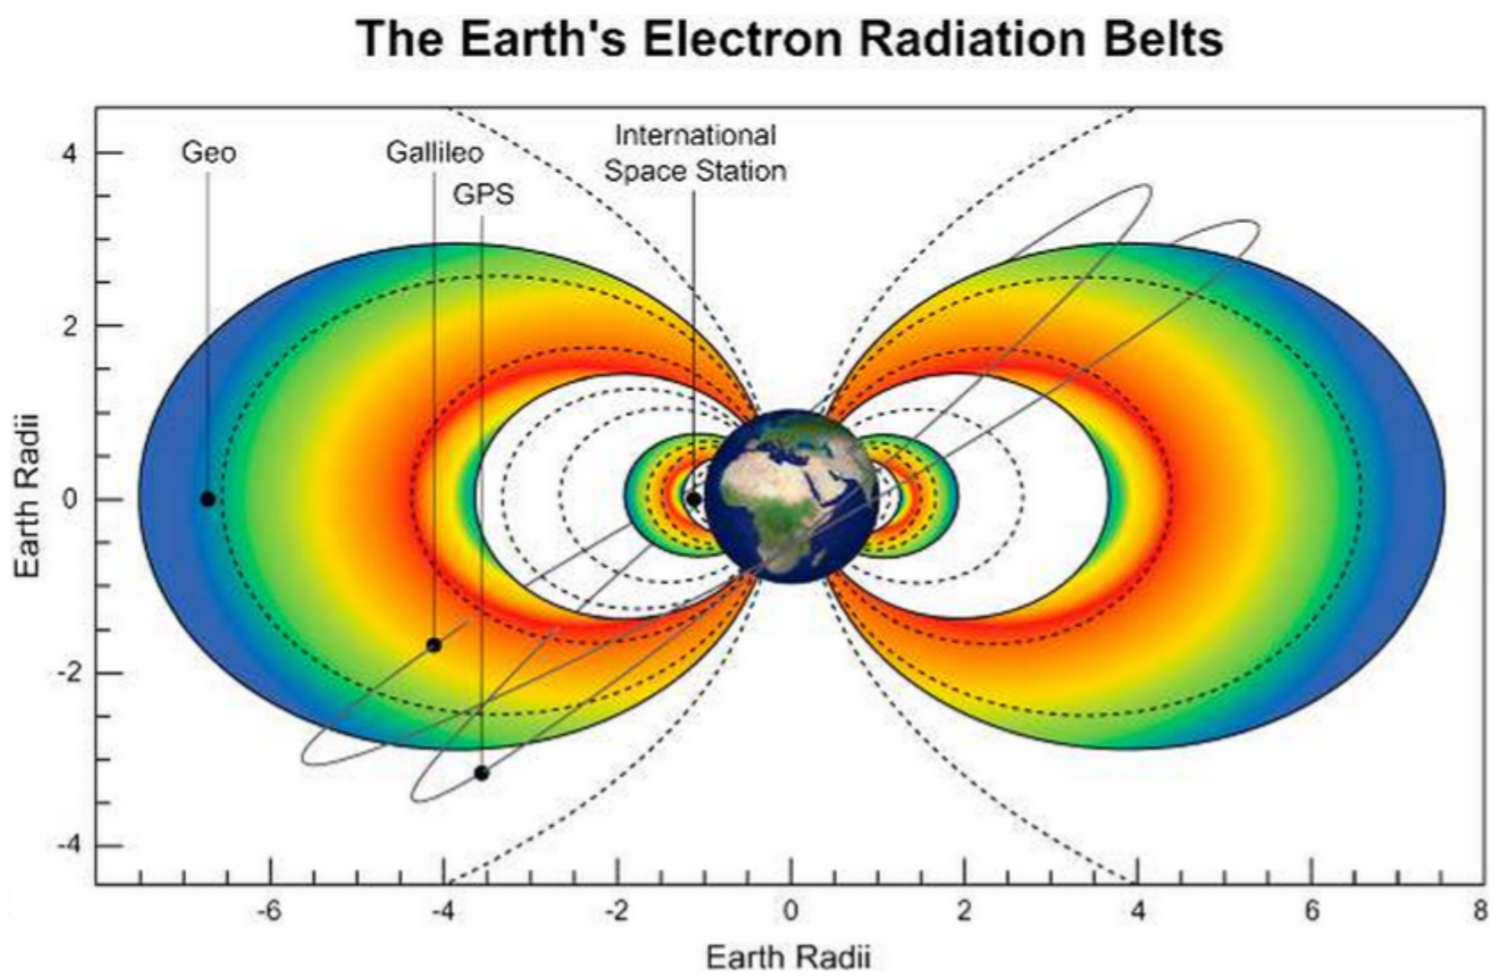 The Earth's Electron Radiation Belts
International
Space Station
Geo
Gallileo
GPS
Earth Radii
4
2
0
-2
-4
-6
-4
-2
0
2
4
6
8
Earth Radii